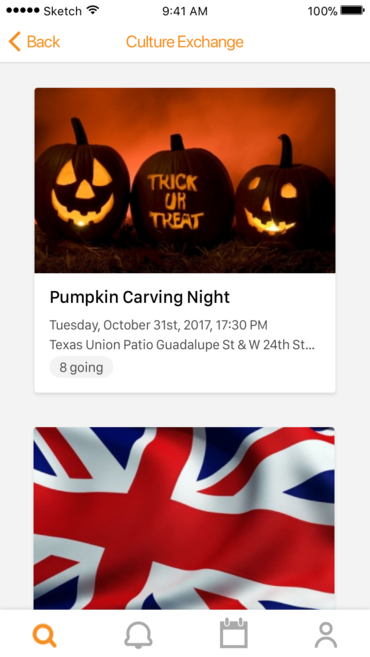 Sketch
9:41 AM
100%
Back
Culture Exchange
TRICK
OR
TREAT
Pumpkin Carving Night
Tuesday, October 31st, 2017, 17:30 PM
Texas Union Patio Guadalupe St & W 24th St...
8 going